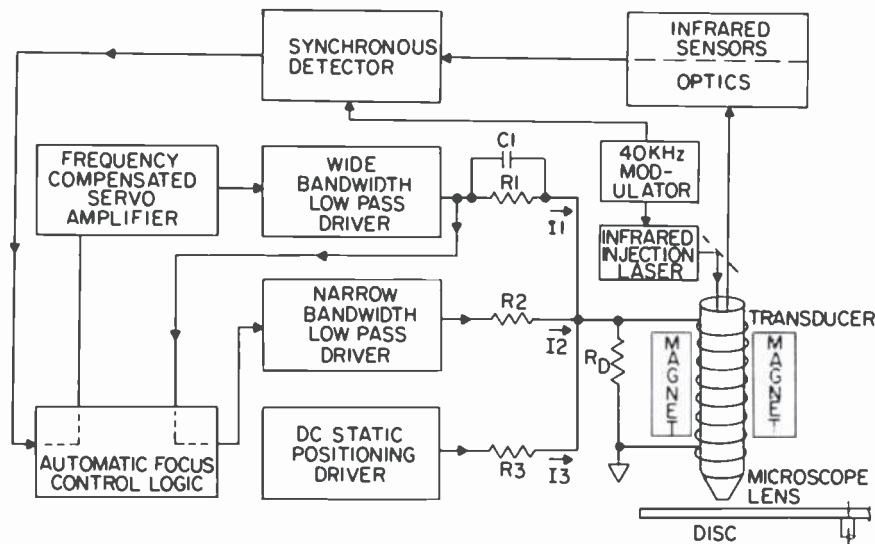 SYNCHRONOUS
DETECTOR
INFRARED
SENSORS
OPTICS
FREQUENCY
COMPENSATED
SERVO
AMPLIFIER
WIDE
BANDWIDTH
LOW PASS
DRIVER
C1
R1
I1
40KHz
MOD-
ULATOR
INFRARED
INJECTION
LASER
NARROW
BANDWIDTH
LOW PASS
DRIVER
R2
I2
RD
TRANSDUCER
MAGNET
MAGNET
AUTOMATIC FOCUS
CONTROL LOGIC
DC STATIC
POSITIONING
DRIVER
R3
I3
MICROSCOPE
LENS
DISC